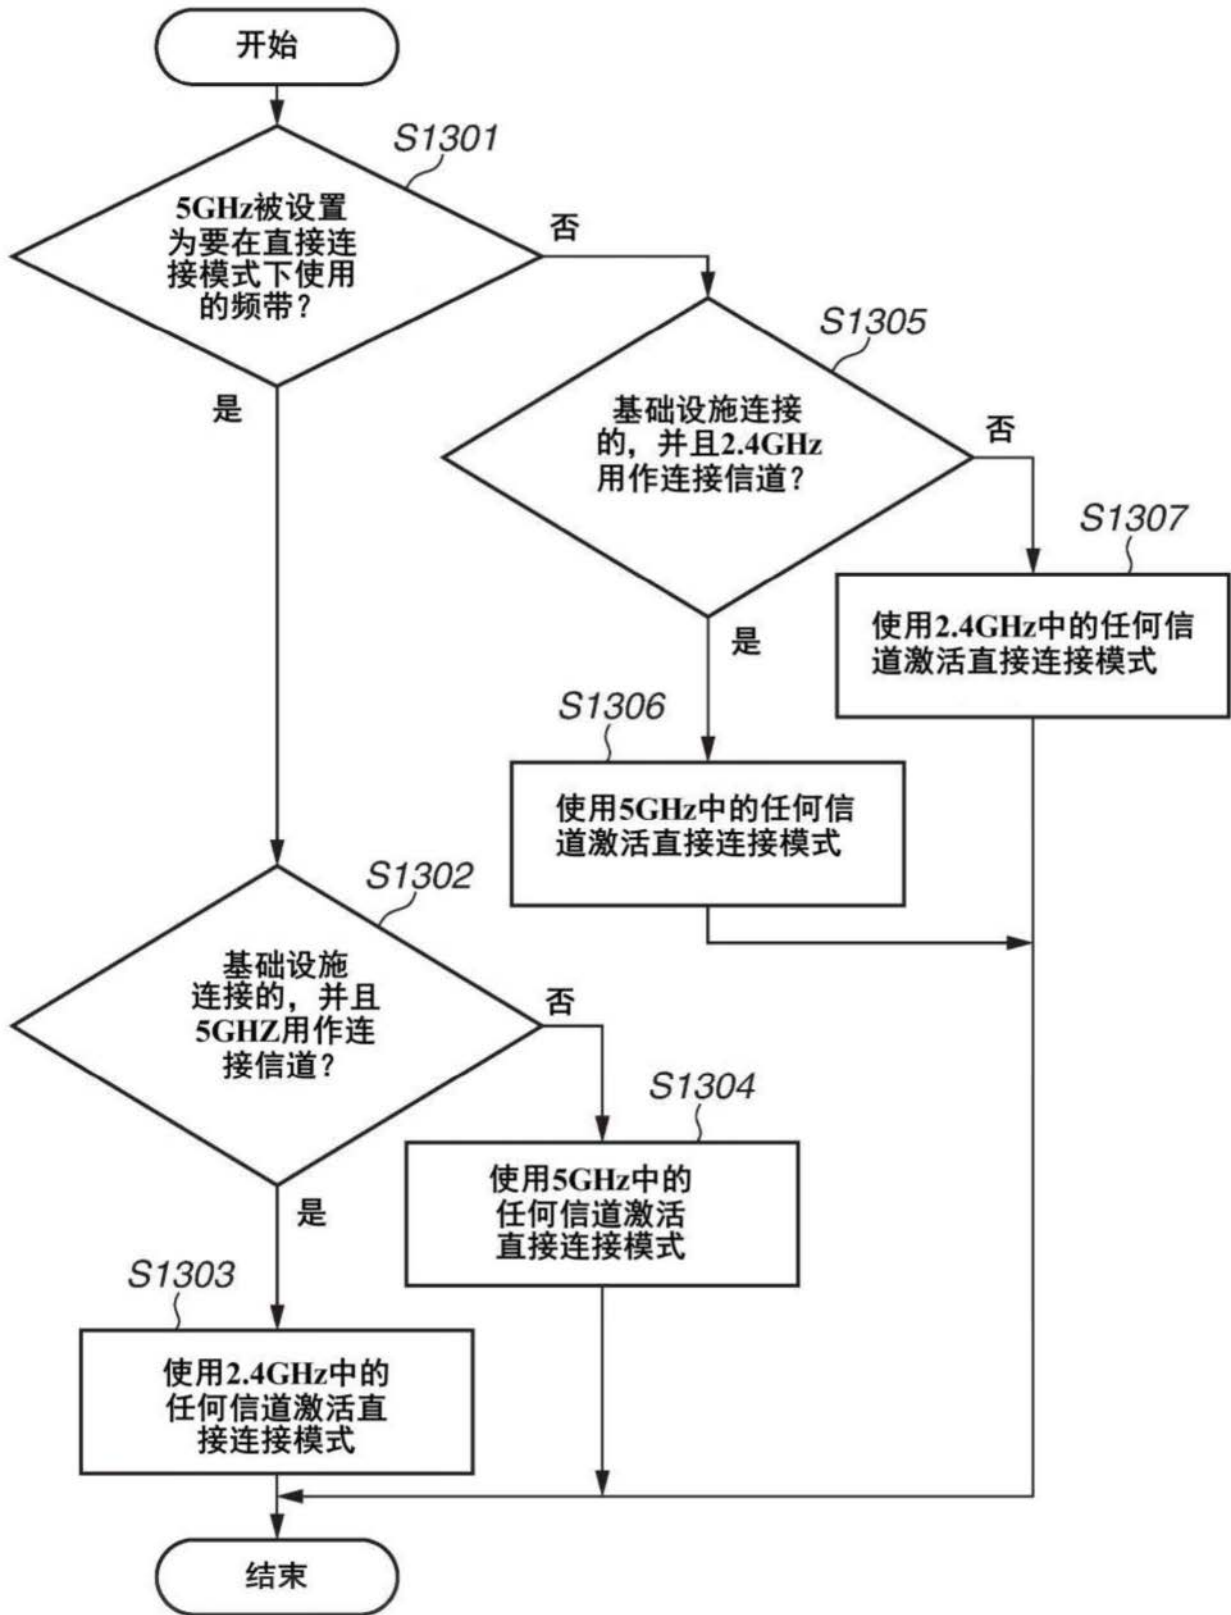 开始
S1301
5GHz被设置
为要在直接连
接模式下使用
的频带?
否
是
S1305
基础设施连接
的，并且2.4GHz
用作连接信道?
否
是
S1307
使用2.4GHz中的任何信
道激活直接连接模式
S1306
使用5GHz中的任何信
道激活直接连接模式
S1302
基础设施
连接的，并且
5GHZ用作连
接信道?
否
是
S1304
使用5GHz中的
任何信道激活
直接连接模式
S1303
使用2.4GHz中的
任何信道激活直
接连接模式
结束